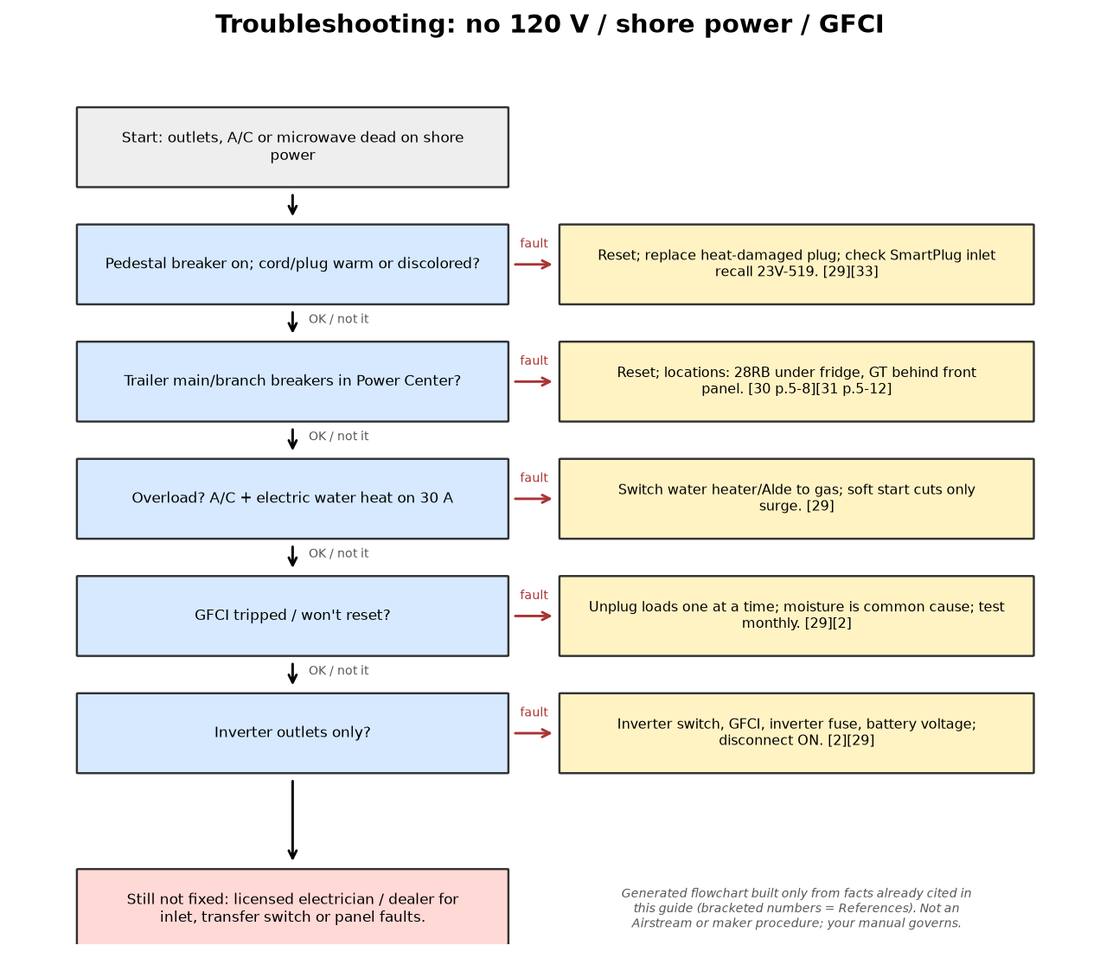 Troubleshooting: no 120 V / shore power / GFCI
Start: outlets, A/C or microwave dead on shore
power
Pedestal breaker on; cord/plug warm or discolored?
fault
Reset; replace heat-damaged plug; check SmartPlug inlet
recall 23V-519. [29][33]
OK / not it
Trailer main/branch breakers in Power Center?
fault
Reset; locations: 28RB under fridge, GT behind front
panel. [30 p.5-8][31 p.5-12]
OK / not it
Overload? A/C + electric water heat on 30 A
fault
Switch water heater/Alde to gas; soft start cuts only
surge. [29]
OK / not it
GFCI tripped / won't reset?
fault
Unplug loads one at a time; moisture is common cause; test
monthly. [29][2]
OK / not it
Inverter outlets only?
fault
Inverter switch, GFCI, inverter fuse, battery voltage;
disconnect ON. [2][29]
Still not fixed: licensed electrician / dealer for
inlet, transfer switch or panel faults.
Generated flowchart built only from facts already cited in
this guide (bracketed numbers = References). Not an
Airstream or maker procedure; your manual governs.